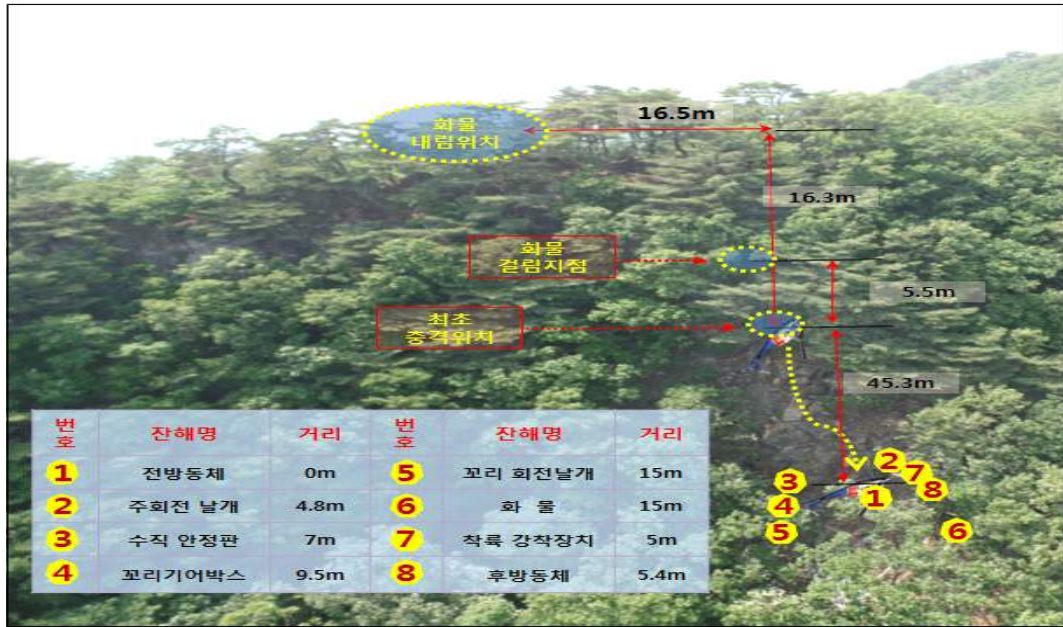 화물
내림위치
16.5m
16.3m
화물
걸림지점
5.5m
최초
충격위치
45.3m
번호 잔해명 거리 번호 잔해명 거리
1 전방동체 0m 5 꼬리 회전날개 15m
2 주회전 날개 4.8m 6 화 물 15m
3 수직 안정판 7m 7 착륙 강착장치 5m
4 꼬리기어박스 9.5m 8 후방동체 5.4m
2
7
3
8
1
4
5
6